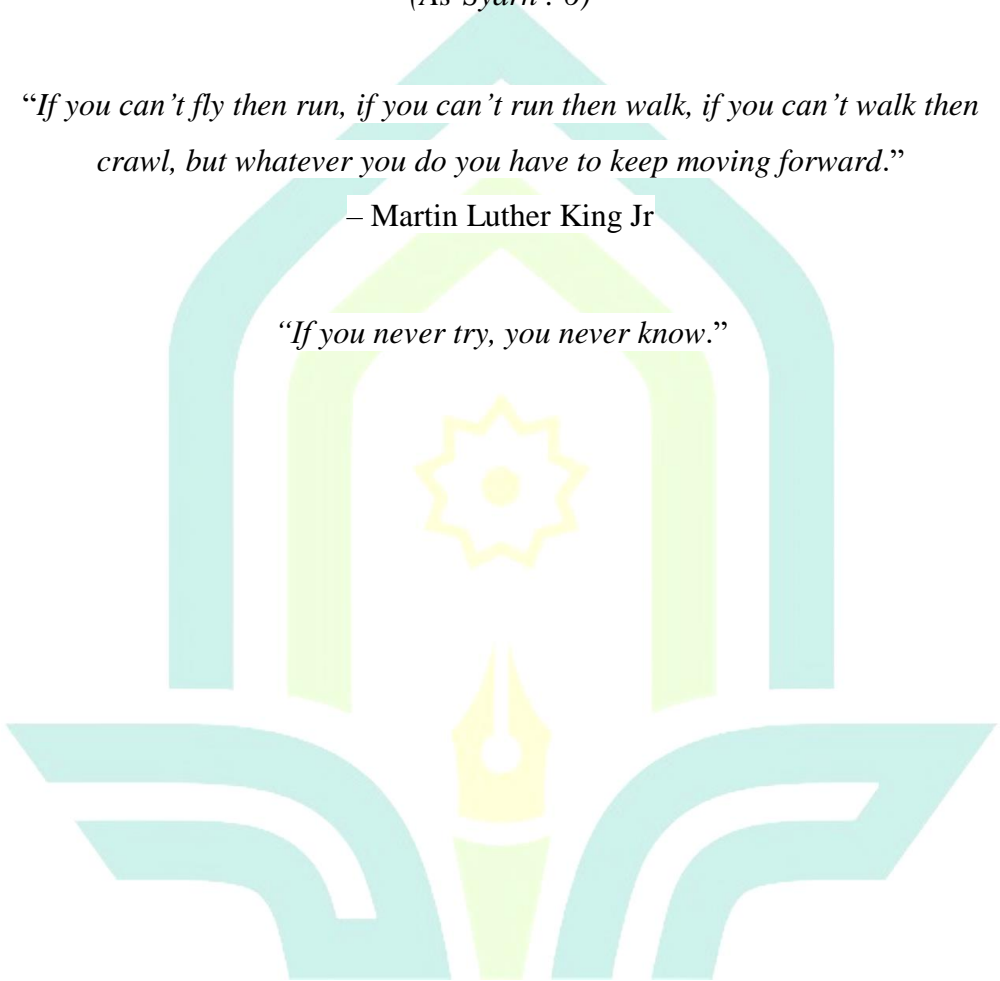 “If you can’t fly then run, if you can’t run then walk, if you can’t walk then
crawl, but whatever you do you have to keep moving forward.”
– Martin Luther King Jr
“If you never try, you never know.”